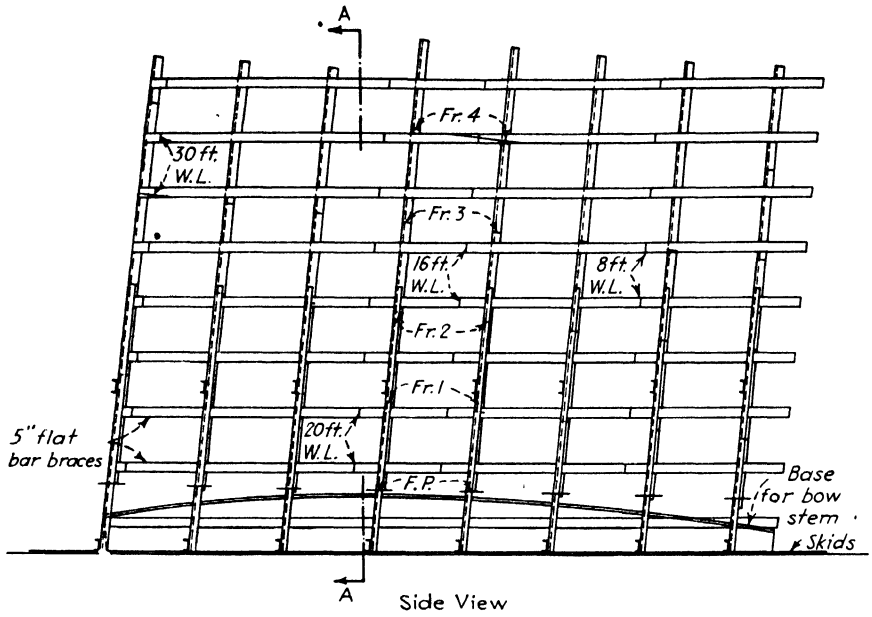 A
Fr. 4
30 ft.
W.L.
Fr. 3
16 ft.
W.L.
8 ft.
W.L.
Fr. 2
Fr. 1
5" flat
bar braces
20 ft.
W.L.
F.P.
Base
for bow
stem
Skids
A
Side View